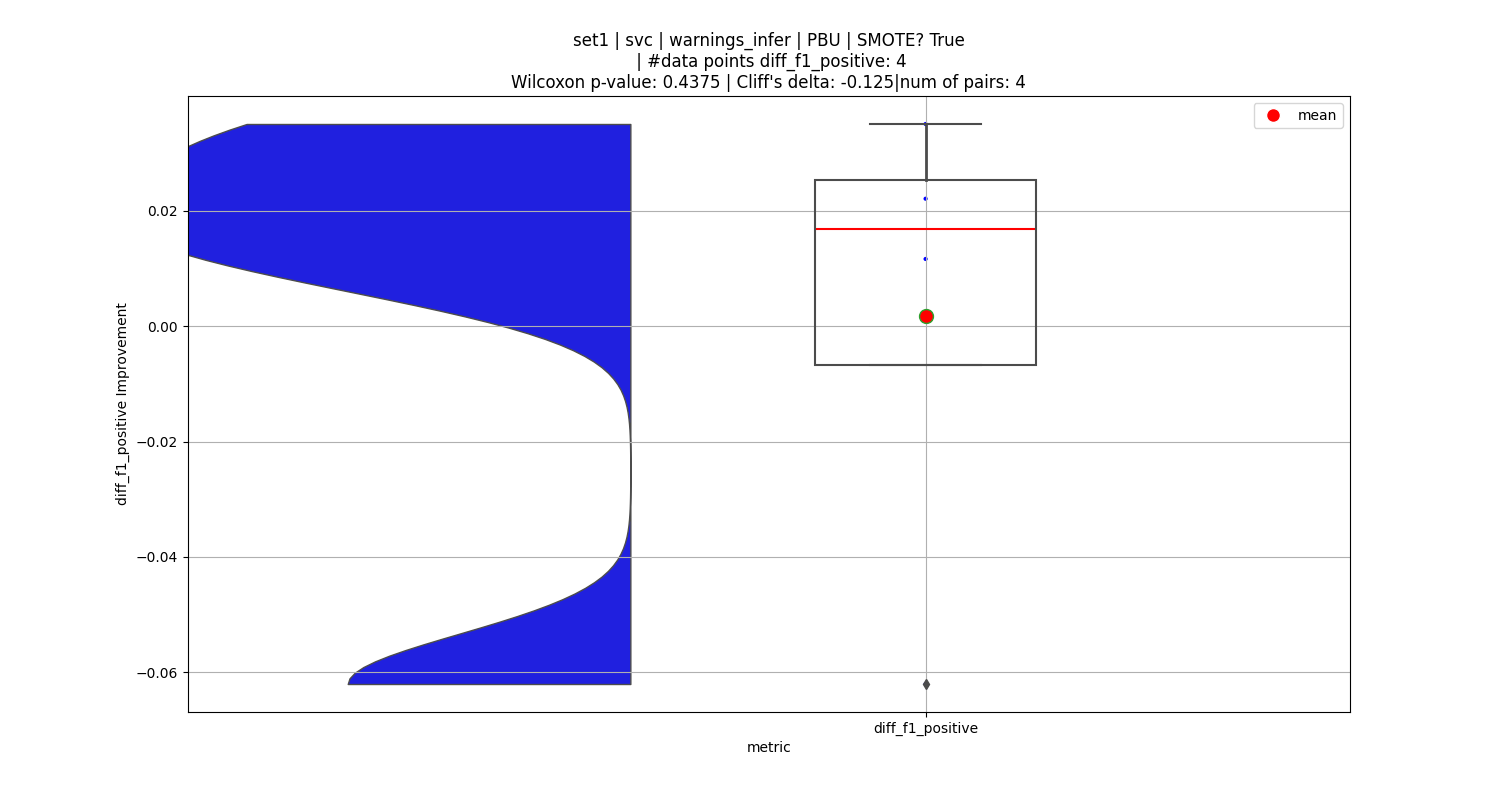 set1 | svc | warnings_infer | PBU | SMOTE? True
| #data points diff_f1_positive: 4
Wilcoxon p-value: 0.4375 | Cliff's delta: -0.125|num of pairs: 4
mean
0.02
0.00
−0.02
−0.04
−0.06
diff_f1_positive Improvement
diff_f1_positive
metric